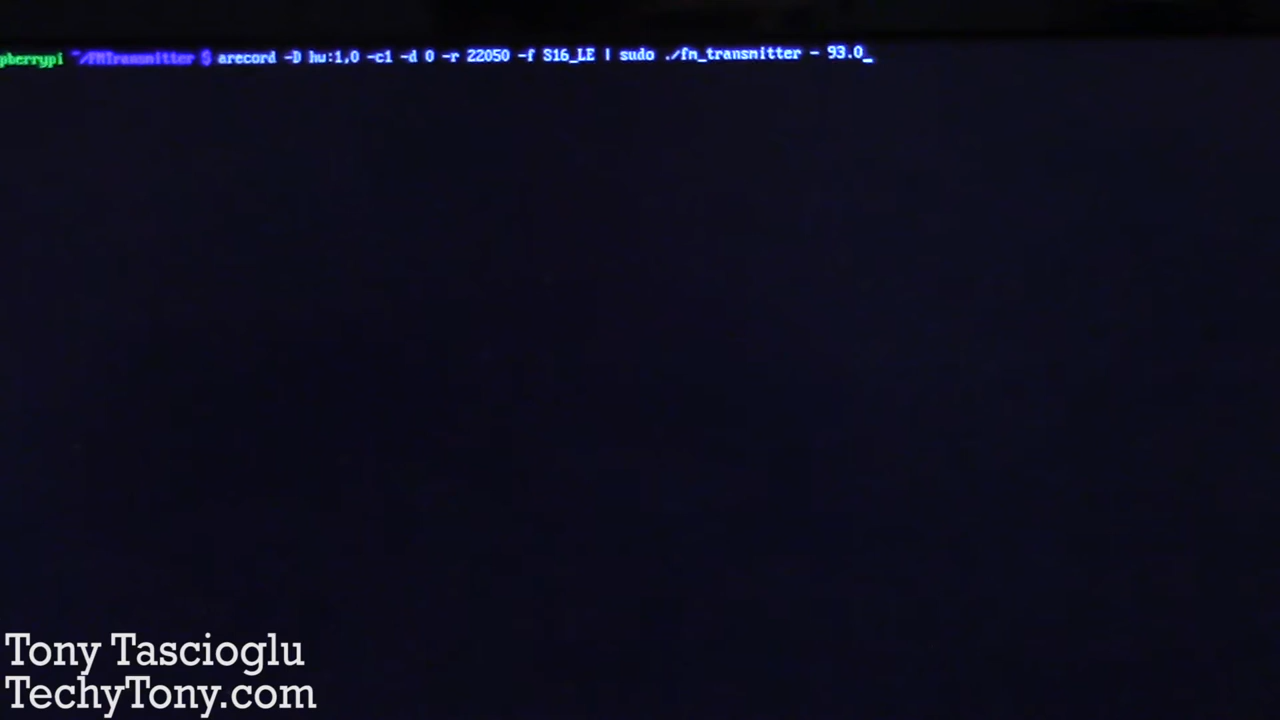 pberrypi ~/FMTransmitter $ arecord -D hw:1,0 -c1 -d 0 -r 22050 -f S16_LE | sudo ./fm_transmitter - 93.0_
Tony Tascioglu
TechyTony.com